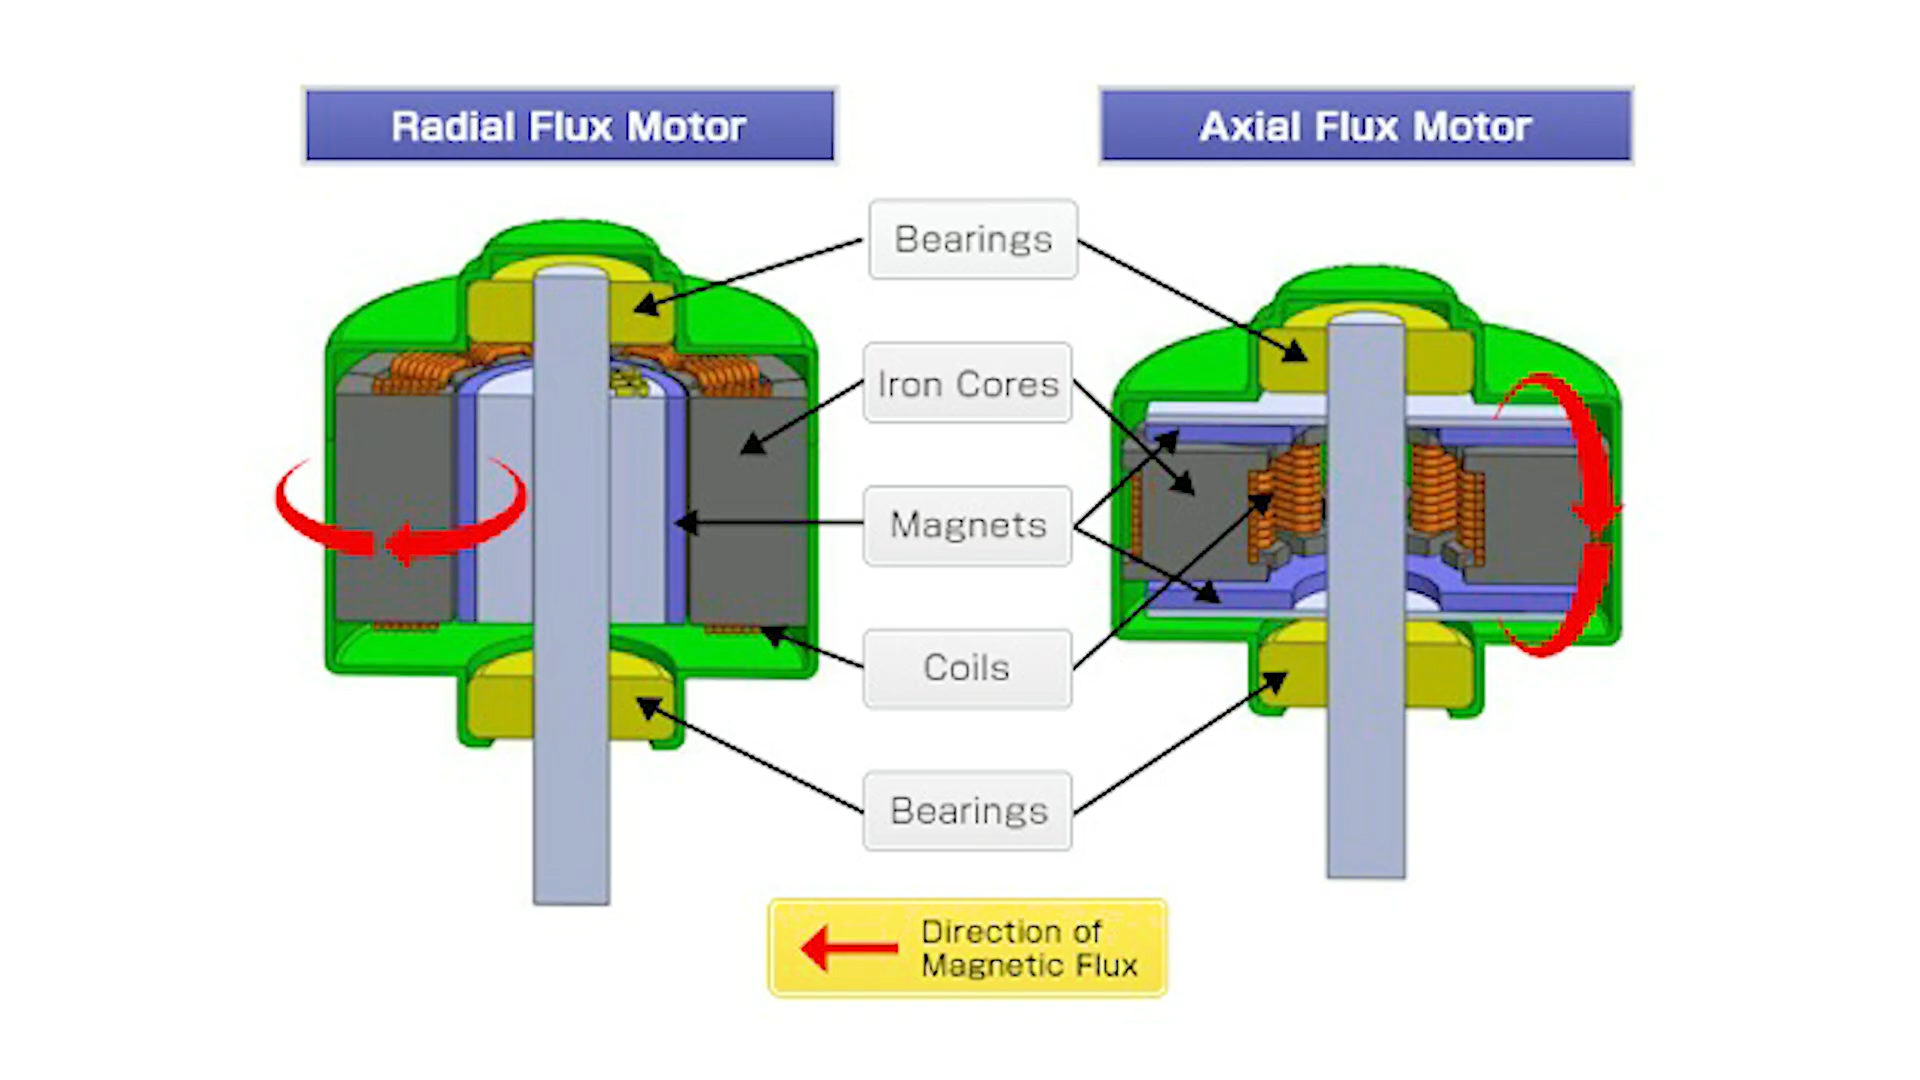 Radial Flux Motor
Axial Flux Motor
Bearings
Iron Cores
Magnets
Coils
Bearings
Direction of
Magnetic Flux